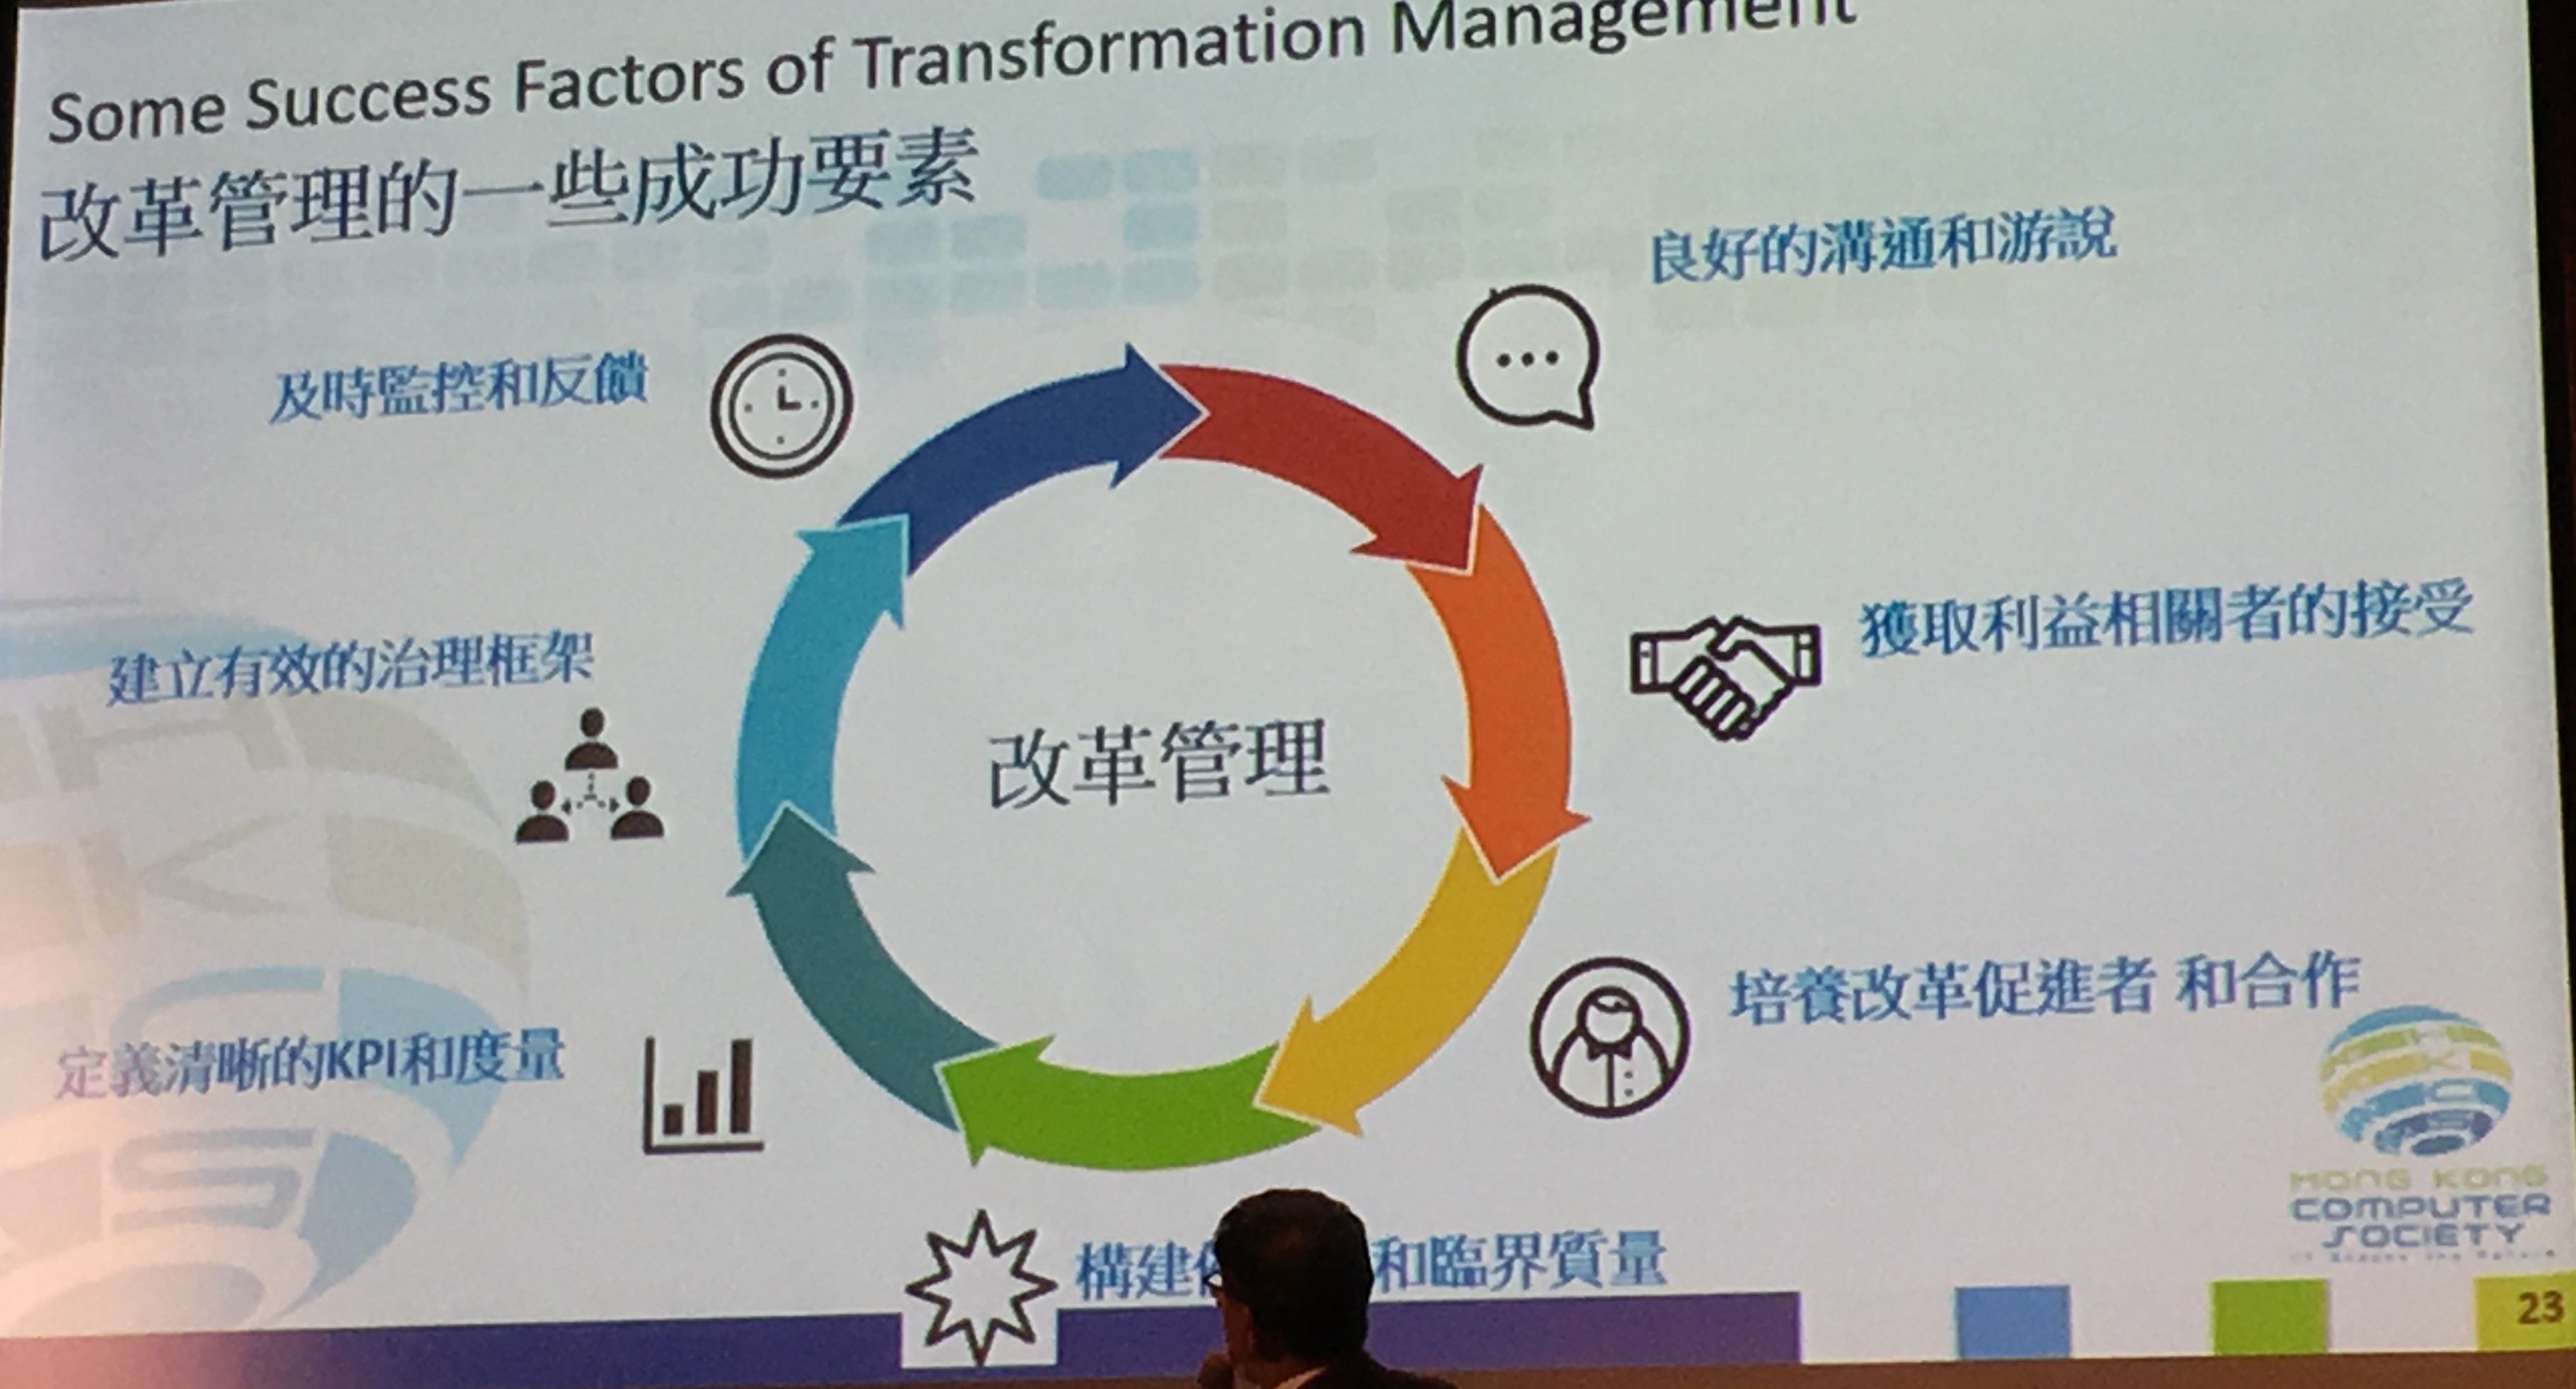 Some Success Factors of Transformation Management
改革管理的一些成功要素
良好的溝通和游說
及時監控和反饋
獲取利益相關者的接受
建立有效的治理框架
改革管理
培養改革促進者 和合作
定義清晰的KPI和度量
構建 和臨界質量
HONG KONG
COMPUTER
SOCIETY
23